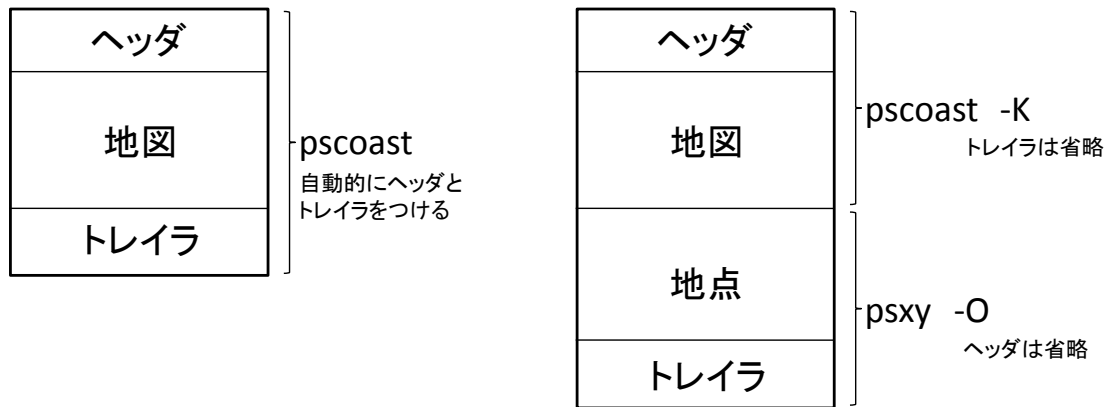 ヘッダ
地図
トレイラ
pscoast
自動的にヘッダと
トレイラをつける
ヘッダ
地図
地点
トレイラ
pscoast -K
トレイラは省略
psxy -O
ヘッダは省略